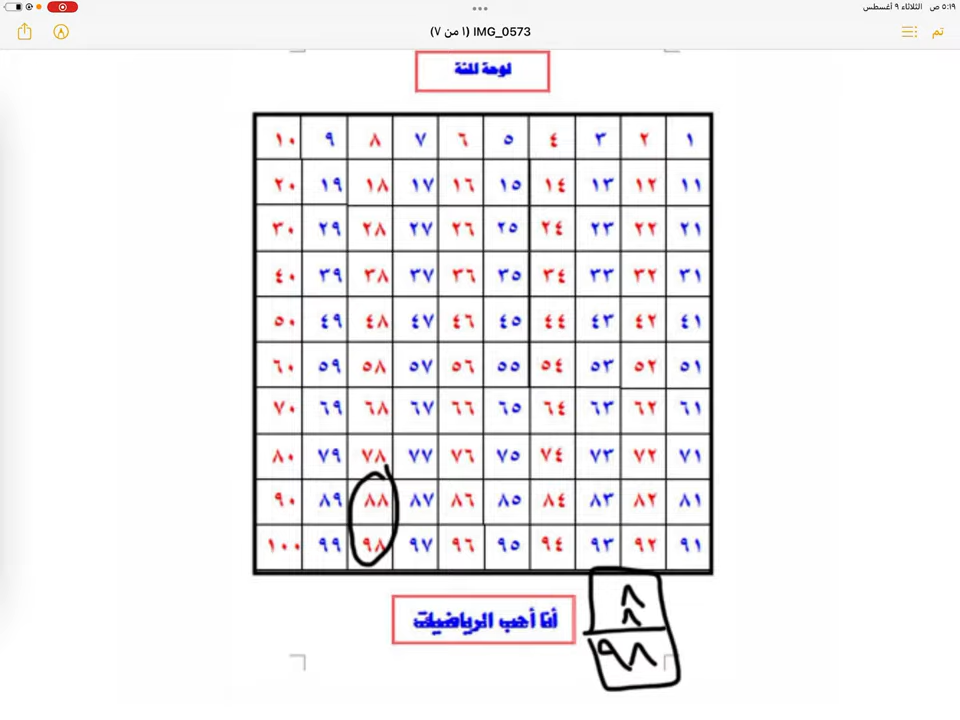 ٥:١٩ ص الثلاثاء ٩ أغسطس
تم
IMG_0573 (١ من ٧)
لوحة المئة
١ ٢ ٣ ٤ ٥ ٦ ٧ ٨ ٩ ١٠
١١ ١٢ ١٣ ١٤ ١٥ ١٦ ١٧ ١٨ ١٩ ٢٠
٢١ ٢٢ ٢٣ ٢٤ ٢٥ ٢٦ ٢٧ ٢٨ ٢٩ ٣٠
٣١ ٣٢ ٣٣ ٣٤ ٣٥ ٣٦ ٣٧ ٣٨ ٣٩ ٤٠
٤١ ٤٢ ٤٣ ٤٤ ٤٥ ٤٦ ٤٧ ٤٨ ٤٩ ٥٠
٥١ ٥٢ ٥٣ ٥٤ ٥٥ ٥٦ ٥٧ ٥٨ ٥٩ ٦٠
٦١ ٦٢ ٦٣ ٦٤ ٦٥ ٦٦ ٦٧ ٦٨ ٦٩ ٧٠
٧١ ٧٢ ٧٣ ٧٤ ٧٥ ٧٦ ٧٧ ٧٨ ٧٩ ٨٠
٨١ ٨٢ ٨٣ ٨٤ ٨٥ ٨٦ ٨٧ ٨٨ ٨٩ ٩٠
٩١ ٩٢ ٩٣ ٩٤ ٩٥ ٩٦ ٩٧ ٩٨ ٩٩ ١٠٠
أنا أحب الرياضيات
٨
٨
٩٨